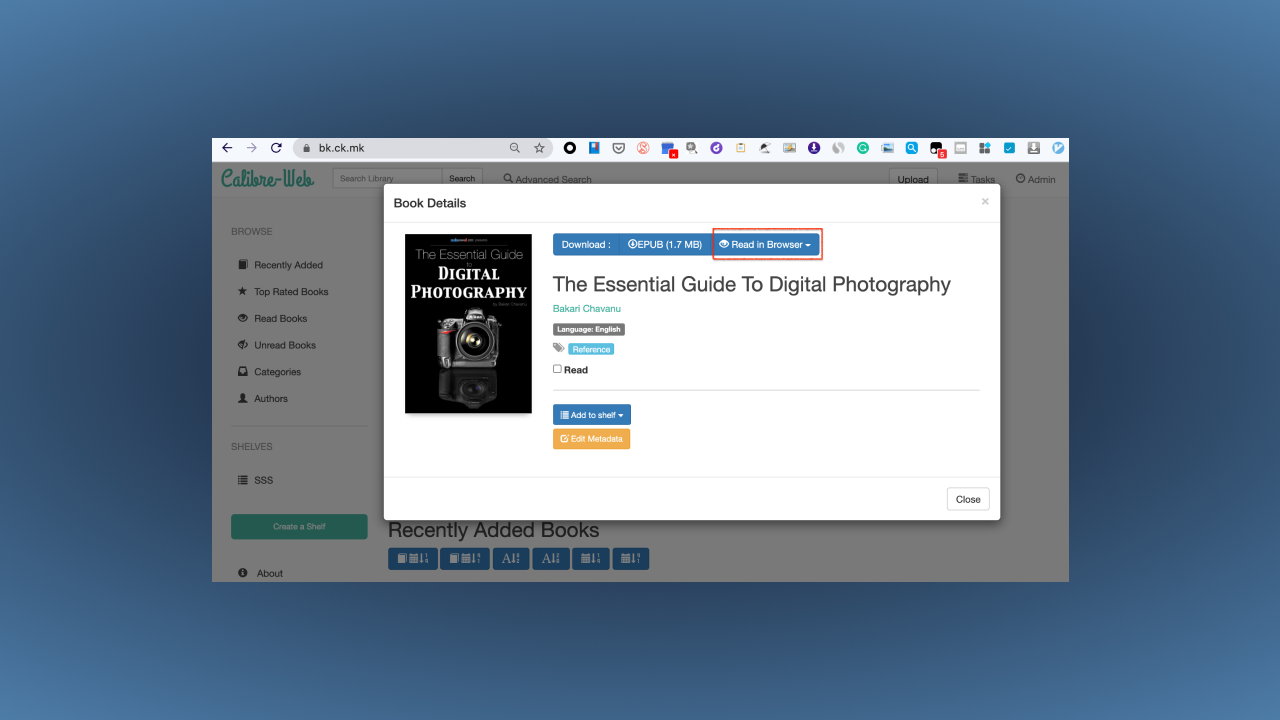 bk.ck.mk
5
Calibre-Web
Search Library
Search
Advanced Search
Upload
Tasks
Admin
Book Details
×
BROWSE
Recently Added
Top Rated Books
Read Books
Unread Books
Categories
Authors
SHELVES
SSS
Create a Shelf
About
The Essential Guide
to
DIGITAL
PHOTOGRAPHY
by Bakari Chavanu
Nikon
Download :
EPUB (1.7 MB)
Read in Browser
The Essential Guide To Digital Photography
Bakari Chavanu
Language: English
Reference
Read
Add to shelf
Edit Metadata
Close
Recently Added Books